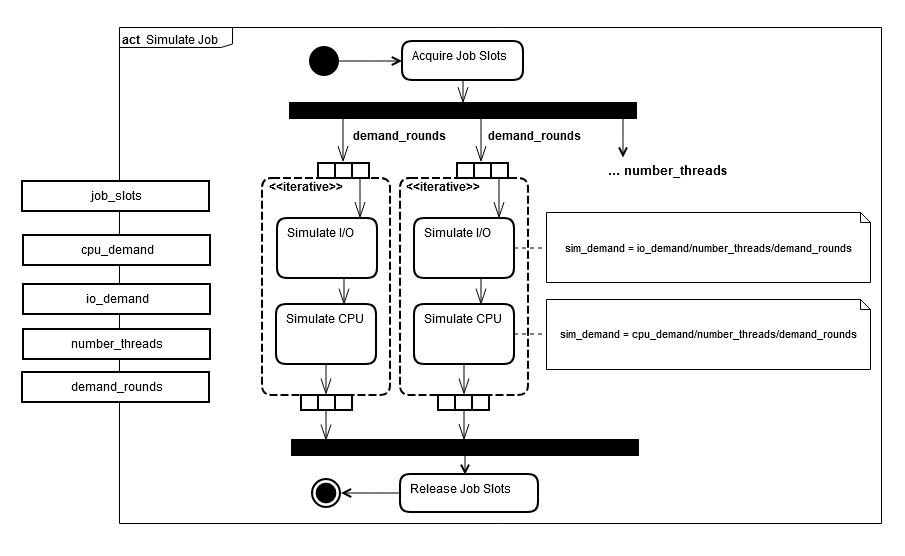 act Simulate Job
Acquire Job Slots
demand_rounds
demand_rounds
... number_threads
job_slots
cpu_demand
io_demand
number_threads
demand_rounds
<<iterative>>
Simulate I/O
Simulate CPU
<<iterative>>
Simulate I/O
Simulate CPU
sim_demand = io_demand/number_threads/demand_rounds
sim_demand = cpu_demand/number_threads/demand_rounds
Release Job Slots